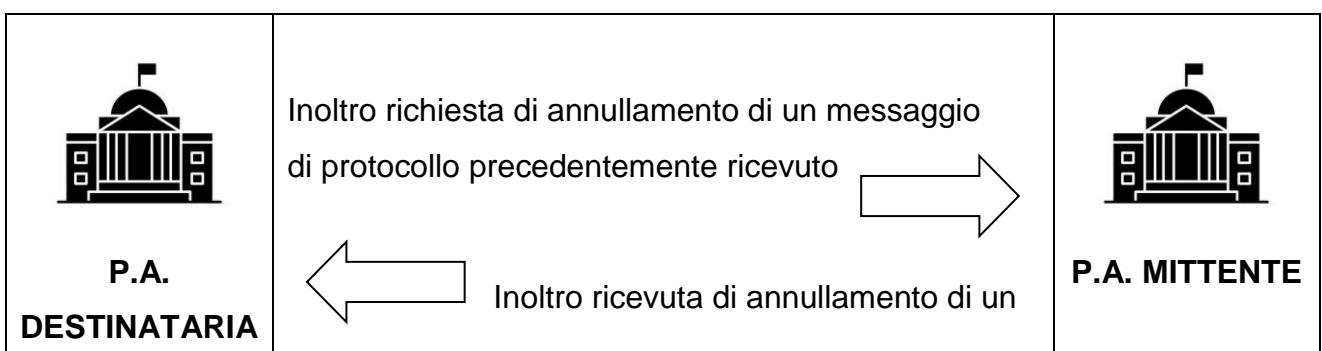 Inoltro richiesta di annullamento di un messaggio
di protocollo precedentemente ricevuto
P.A.
DESTINATARIA
Inoltro ricevuta di annullamento di un
P.A. MITTENTE